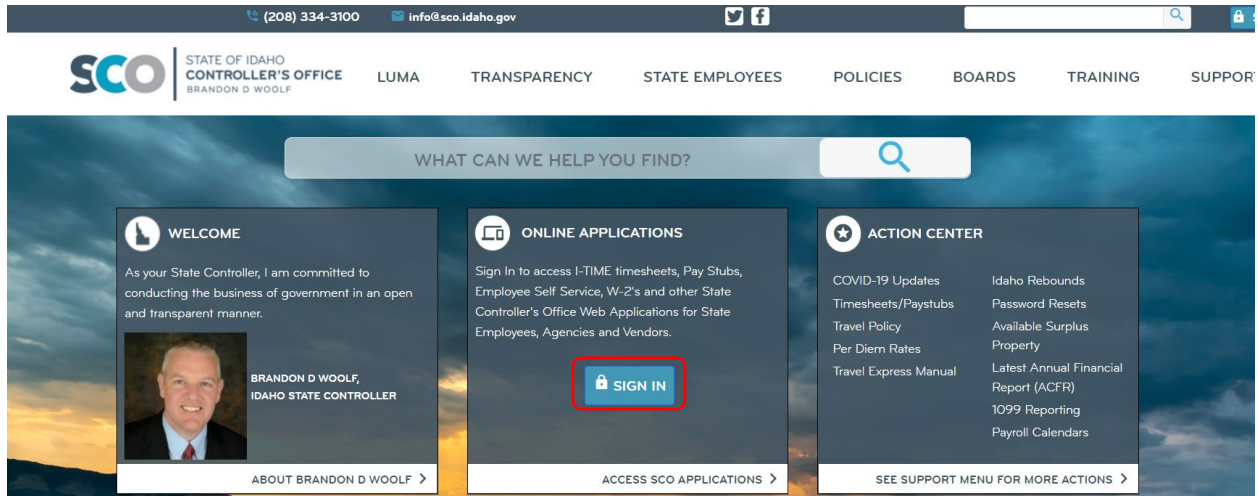 (208) 334-3100 info@sco.idaho.gov
SCO
STATE OF IDAHO
CONTROLLER'S OFFICE
BRANDON D WOOLF
LUMA TRANSPARENCY STATE EMPLOYEES POLICIES BOARDS TRAINING SUPPOR
WHAT CAN WE HELP YOU FIND?
WELCOME
As your State Controller, I am committed to
conducting the business of government in an open
and transparent manner.
BRANDON D WOOLF,
IDAHO STATE CONTROLLER
ABOUT BRANDON D WOOLF >
ONLINE APPLICATIONS
Sign In to access I-TIME timesheets, Pay Stubs,
Employee Self Service, W-2's and other State
Controller's Office Web Applications for State
Employees, Agencies and Vendors.
SIGN IN
ACCESS SCO APPLICATIONS >
ACTION CENTER
COVID-19 Updates
Timesheets/Paystubs
Travel Policy
Per Diem Rates
Travel Express Manual
Idaho Rebounds
Password Resets
Available Surplus
Property
Latest Annual Financial
Report (ACFR)
1099 Reporting
Payroll Calendars
SEE SUPPORT MENU FOR MORE ACTIONS >